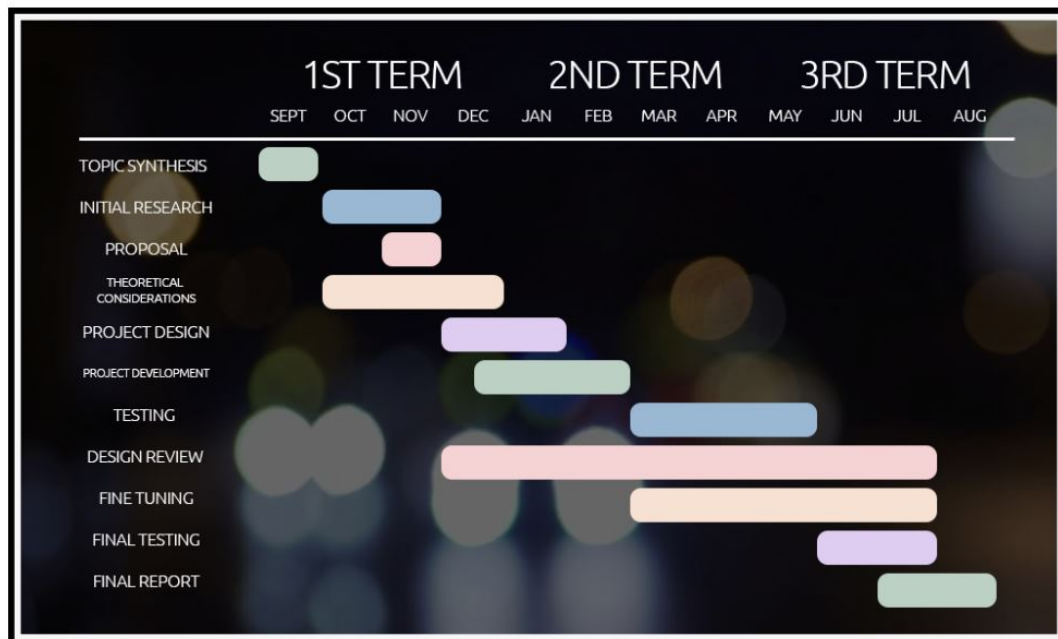 1ST TERM 2ND TERM 3RD TERM
SEPT OCT NOV DEC JAN FEB MAR APR MAY JUN JUL AUG
TOPIC SYNTHESIS
INITIAL RESEARCH
PROPOSAL
THEORETICAL
CONSIDERATIONS
PROJECT DESIGN
PROJECT DEVELOPMENT
TESTING
DESIGN REVIEW
FINE TUNING
FINAL TESTING
FINAL REPORT